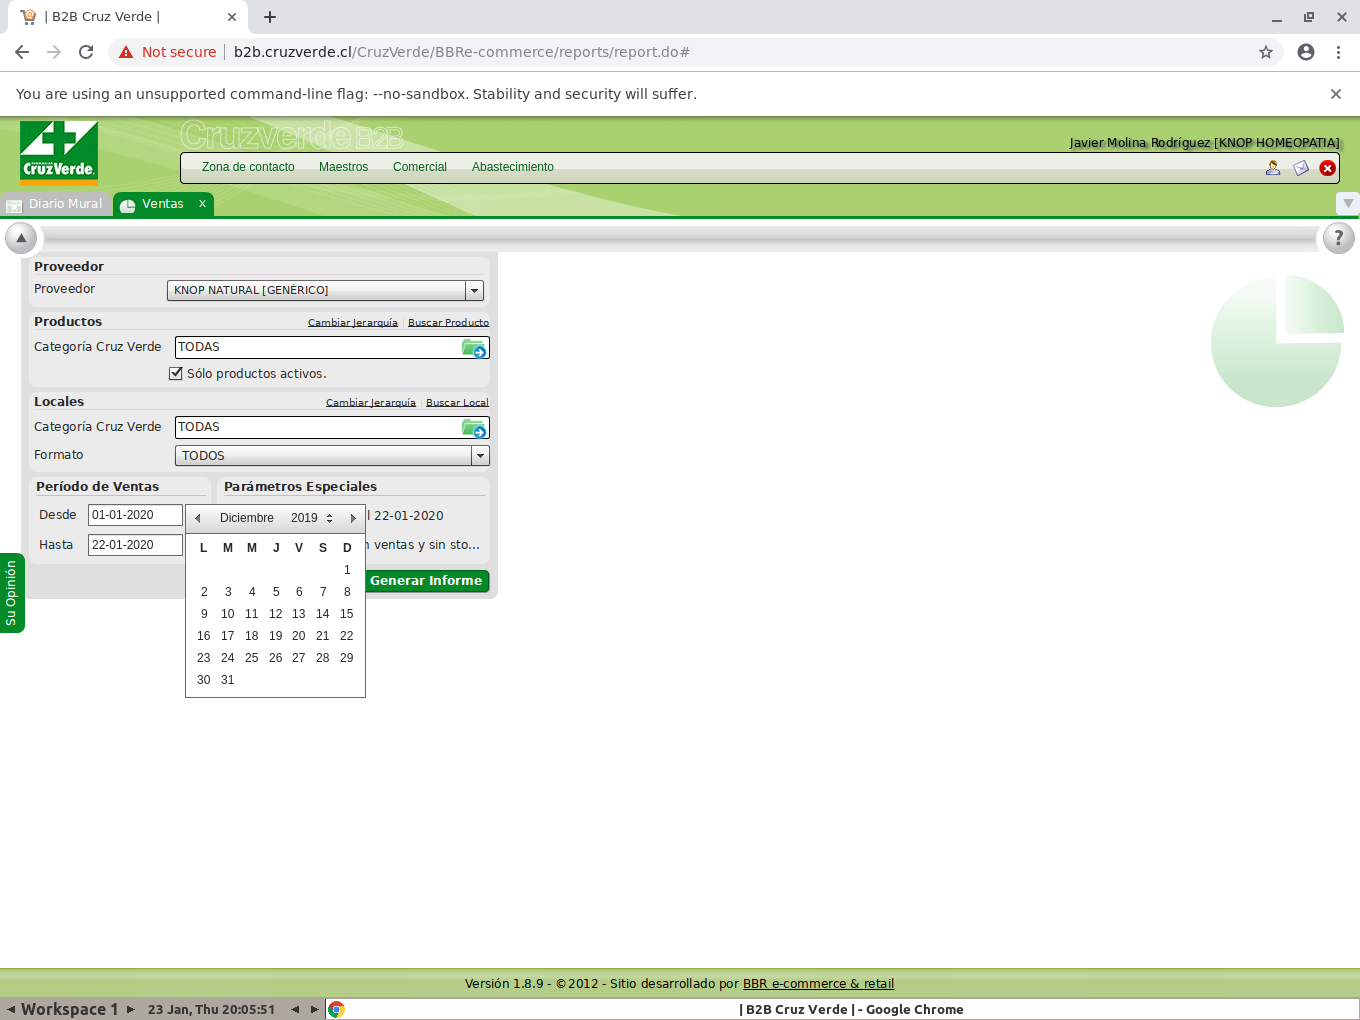 | B2B Cruz Verde |
Not secure
b2b.cruzverde.cl/CruzVerde/BBRe-commerce/reports/report.do#
You are using an unsupported command-line flag: --no-sandbox. Stability and security will suffer.
Cruzverde B2B
Javier Molina Rodríguez [KNOP HOMEOPATIA]
CruzVerde.
Zona de contacto Maestros Comercial Abastecimiento
Diario Mural
Ventas X
Proveedor
Proveedor KNOP NATURAL [GENÉRICO]
Productos Cambiar Jerarquía | Buscar Producto
Categoría Cruz Verde TODAS
Sólo productos activos.
Locales Cambiar Jerarquía | Buscar Local
Categoría Cruz Verde TODAS
Formato TODOS
Período de Ventas Parámetros Especiales
Desde 01-01-2020
l 22-01-2020
Hasta 22-01-2020
ventas y sin sto...
Generar Informe
Diciembre 2019
L M M J V S D
1
2 3 4 5 6 7 8
9 10 11 12 13 14 15
16 17 18 19 20 21 22
23 24 25 26 27 28 29
30 31
Su Opinión
Versión 1.8.9 - ©2012 - Sitio desarrollado por BBR e-commerce & retail
Workspace 1 23 Jan, Thu 20:05:51 | B2B Cruz Verde | - Google Chrome